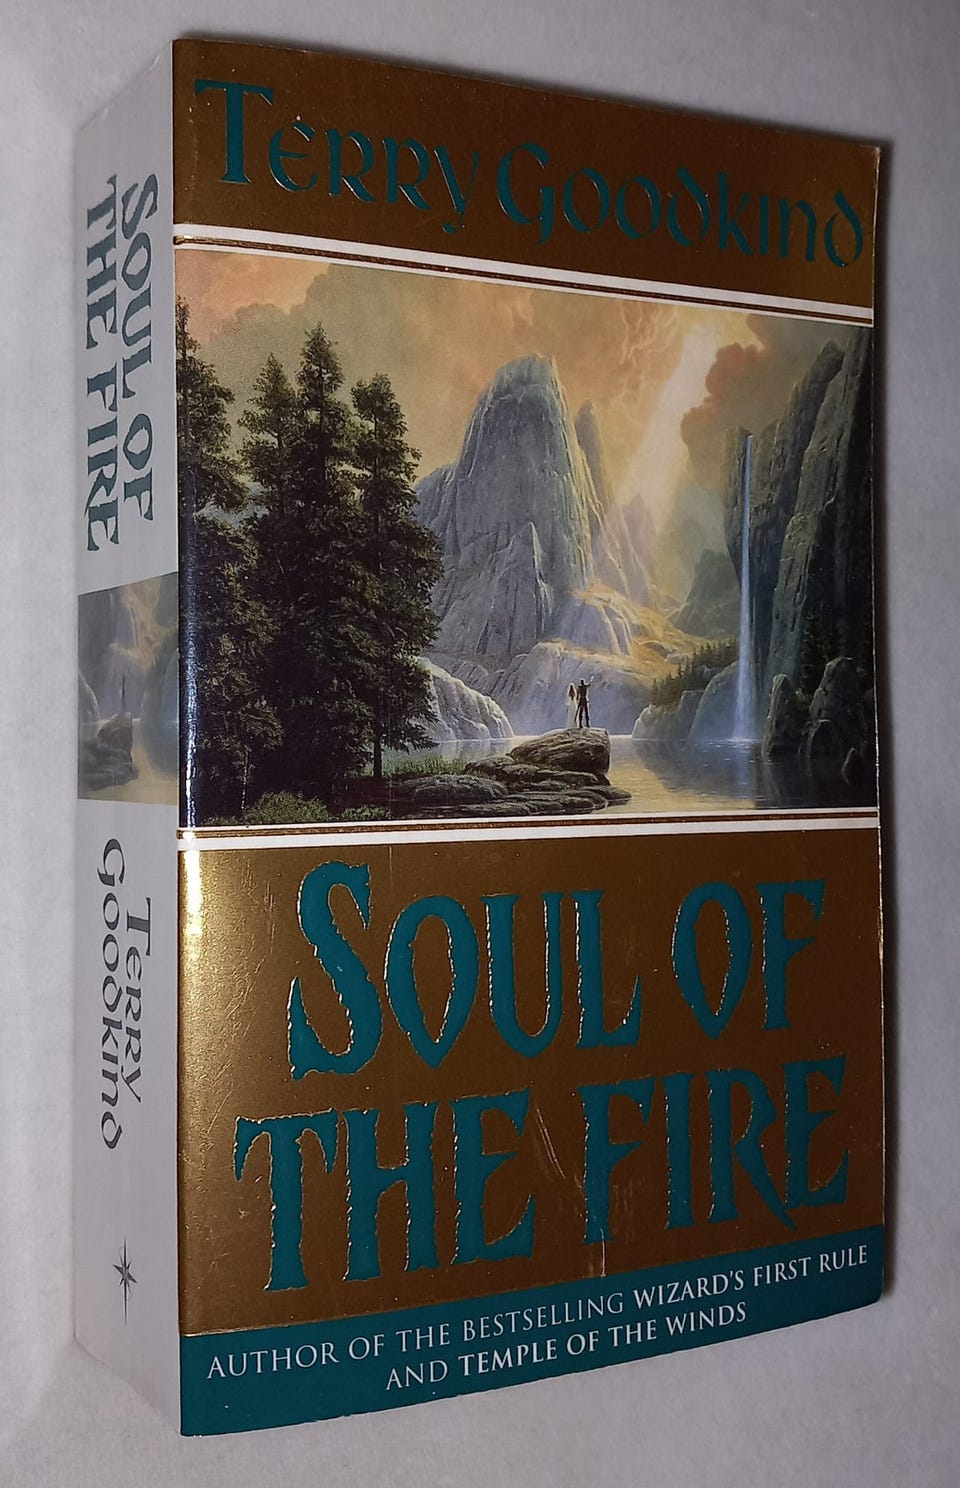 Terry Goodkind
SOUL OF
THE FIRE
AUTHOR OF THE BESTSELLING WIZARD'S FIRST RULE
AND TEMPLE OF THE WINDS
SOUL OF
THE FIRE
Terry
Goodkind